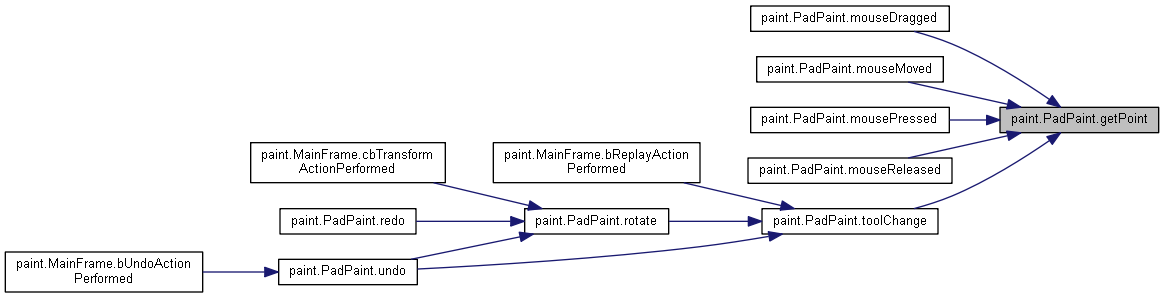 paint.PadPaint.mouseDragged
paint.PadPaint.mouseMoved
paint.PadPaint.mousePressed
paint.PadPaint.getPoint
paint.MainFrame.cbTransform
ActionPerformed
paint.MainFrame.bReplayAction
Performed
paint.PadPaint.mouseReleased
paint.PadPaint.redo
paint.PadPaint.rotate
paint.PadPaint.toolChange
paint.MainFrame.bUndoAction
Performed
paint.PadPaint.undo